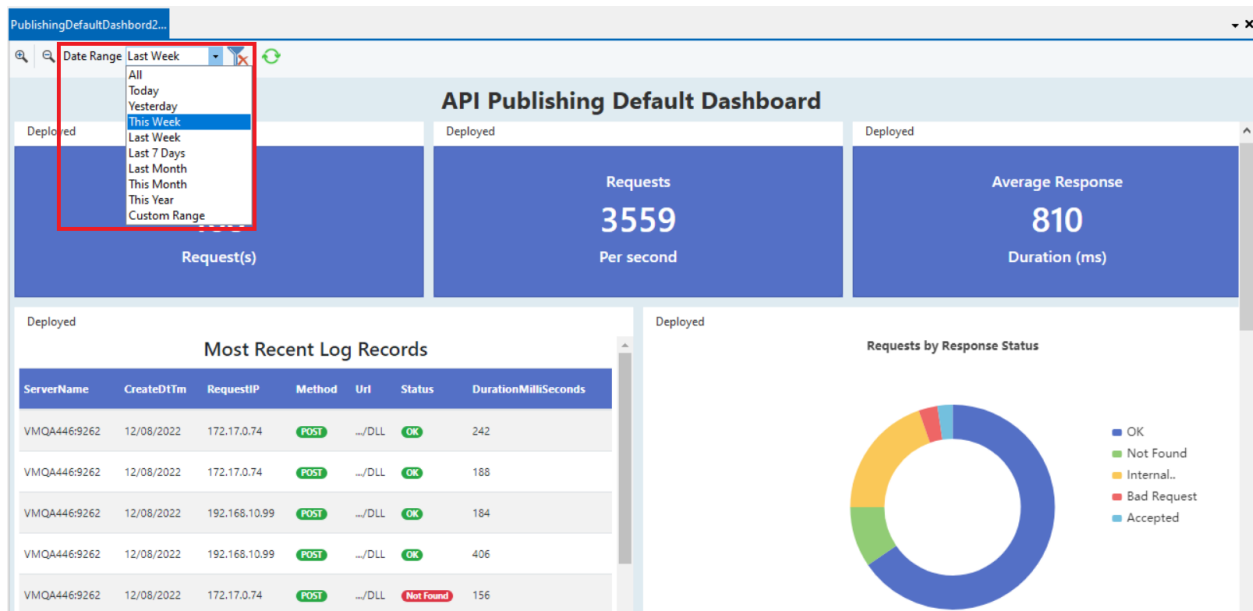 PublishingDefaultDashbord2...
Date Range Last Week
All
Today
Yesterday
This Week
Last Week
Last 7 Days
Last Month
This Month
This Year
Custom Range
API Publishing Default Dashboard
Deployed
Request(s)
Deployed
Requests
3559
Per second
Deployed
Average Response
810
Duration (ms)
Deployed
Most Recent Log Records
ServerName CreateDtTm RequestIP Method Url Status DurationMilliSeconds
VMQA446:9262 12/08/2022 172.17.0.74 POST .../DLL OK 242
VMQA446:9262 12/08/2022 172.17.0.74 POST .../DLL OK 188
VMQA446:9262 12/08/2022 192.168.10.99 POST .../DLL OK 184
VMQA446:9262 12/08/2022 192.168.10.99 POST .../DLL OK 406
VMQA446:9262 12/08/2022 172.17.0.74 POST .../DLL Not Found 156
Deployed
Requests by Response Status
OK
Not Found
Internal..
Bad Request
Accepted